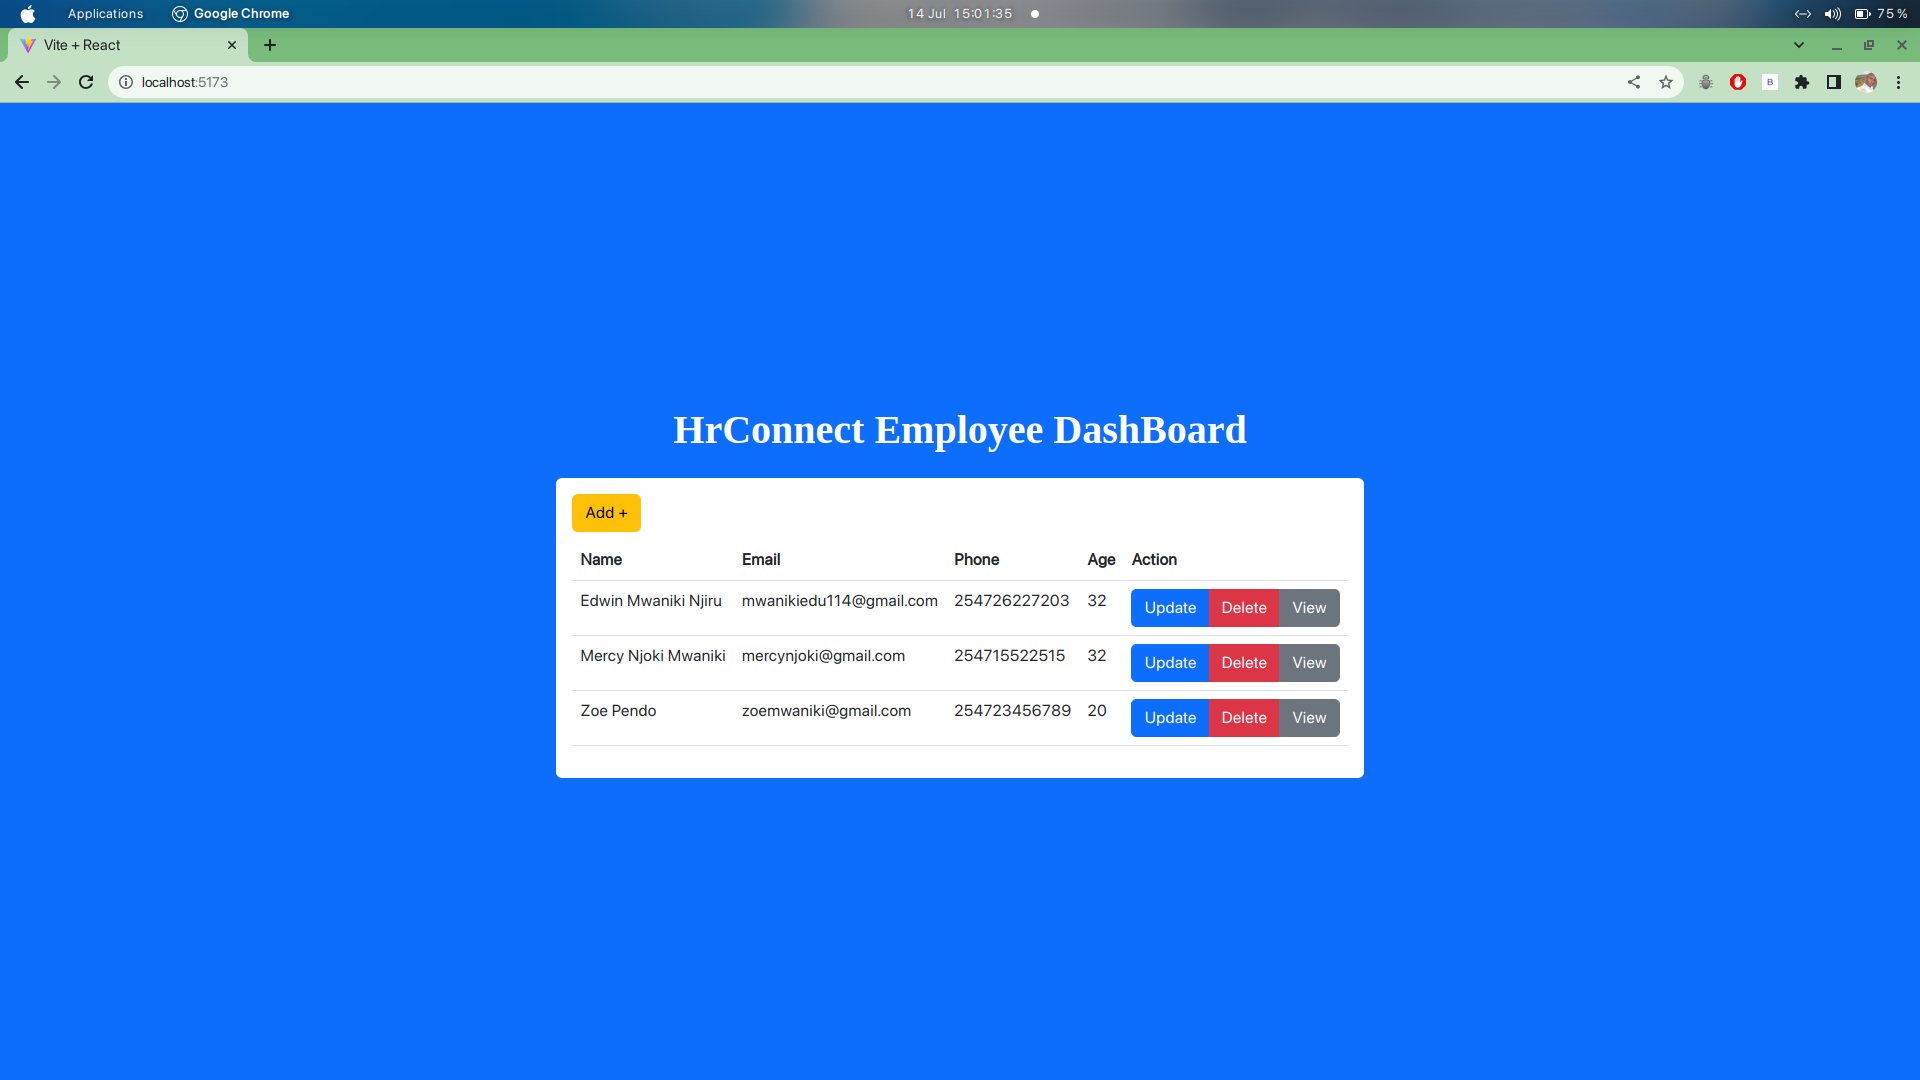 Applications Google Chrome 14 Jul 15:01:35 75%
Vite + React
localhost:5173
B
HrConnect Employee DashBoard
Add +
Name Email Phone Age Action
Edwin Mwaniki Njiru mwanikiedu114@gmail.com 254726227203 32 Update Delete View
Mercy Njoki Mwaniki mercynjoki@gmail.com 254715522515 32 Update Delete View
Zoe Pendo zoemwaniki@gmail.com 254723456789 20 Update Delete View